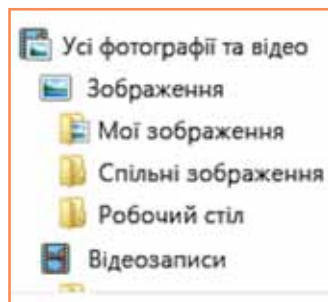 Усі фотографії та відео
Зображення
Мої зображення
Спільні зображення
Робочий стіл
Відеозаписи